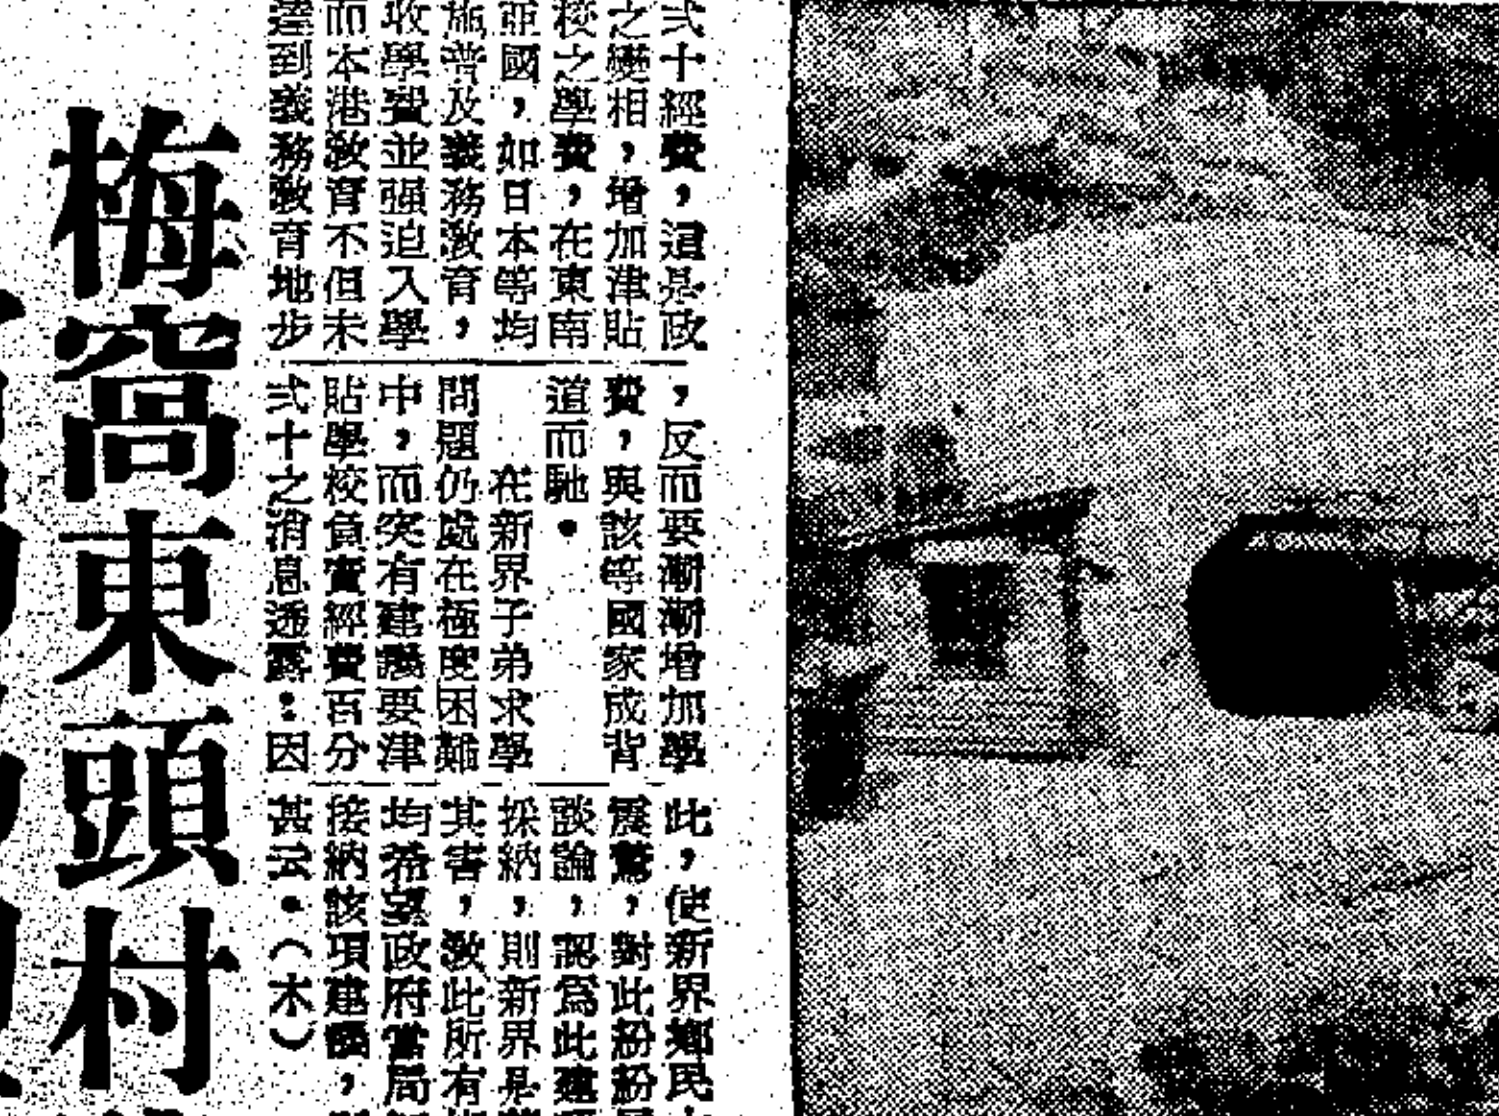 弍十經費，這是政
之變相，增加津貼
校之學費，在東南
亞國，如日本等均
施普及義務教育，
收學費並强迫入學
而本港教育不但未
達到義務教育地步
，反而要漸漸增加學
費，與該等國家成背
道而馳。
在新界子弟求學
問題仍處在極度困難
中，而突有建議要津
貼學校負責經費百分
弍十之消息透露：因
此，使新界鄉民
震驚，對此紛紛
談論，認爲此建
採納，則新界
其害，教此所有
均希望政府當局
接納該項建議，
甚云。（木）
梅窩東頭村